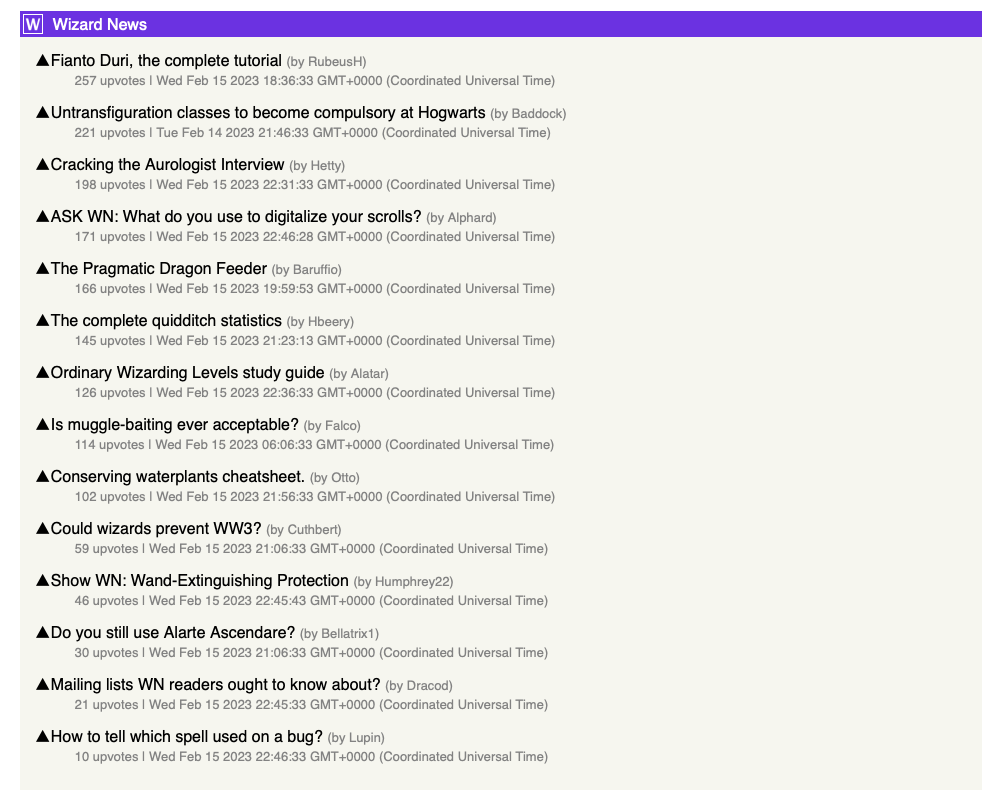 W Wizard News
▲Fianto Duri, the complete tutorial (by RubeusH)
257 upvotes | Wed Feb 15 2023 18:36:33 GMT+0000 (Coordinated Universal Time)
▲Untransfiguration classes to become compulsory at Hogwarts (by Baddock)
221 upvotes | Tue Feb 14 2023 21:46:33 GMT+0000 (Coordinated Universal Time)
▲Cracking the Aurologist Interview (by Hetty)
198 upvotes | Wed Feb 15 2023 22:31:33 GMT+0000 (Coordinated Universal Time)
▲ASK WN: What do you use to digitalize your scrolls? (by Alphard)
171 upvotes | Wed Feb 15 2023 22:46:28 GMT+0000 (Coordinated Universal Time)
▲The Pragmatic Dragon Feeder (by Baruffio)
166 upvotes | Wed Feb 15 2023 19:59:53 GMT+0000 (Coordinated Universal Time)
▲The complete quidditch statistics (by Hbeery)
145 upvotes | Wed Feb 15 2023 21:23:13 GMT+0000 (Coordinated Universal Time)
▲Ordinary Wizarding Levels study guide (by Alatar)
126 upvotes | Wed Feb 15 2023 22:36:33 GMT+0000 (Coordinated Universal Time)
▲Is muggle-baiting ever acceptable? (by Falco)
114 upvotes | Wed Feb 15 2023 06:06:33 GMT+0000 (Coordinated Universal Time)
▲Conserving waterplants cheatsheet. (by Otto)
102 upvotes | Wed Feb 15 2023 21:56:33 GMT+0000 (Coordinated Universal Time)
▲Could wizards prevent WW3? (by Cuthbert)
59 upvotes | Wed Feb 15 2023 21:06:33 GMT+0000 (Coordinated Universal Time)
▲Show WN: Wand-Extinguishing Protection (by Humphrey22)
46 upvotes | Wed Feb 15 2023 22:45:43 GMT+0000 (Coordinated Universal Time)
▲Do you still use Alarte Ascendare? (by Bellatrix1)
30 upvotes | Wed Feb 15 2023 21:06:33 GMT+0000 (Coordinated Universal Time)
▲Mailing lists WN readers ought to know about? (by Dracod)
21 upvotes | Wed Feb 15 2023 22:45:33 GMT+0000 (Coordinated Universal Time)
▲How to tell which spell used on a bug? (by Lupin)
10 upvotes | Wed Feb 15 2023 22:46:33 GMT+0000 (Coordinated Universal Time)